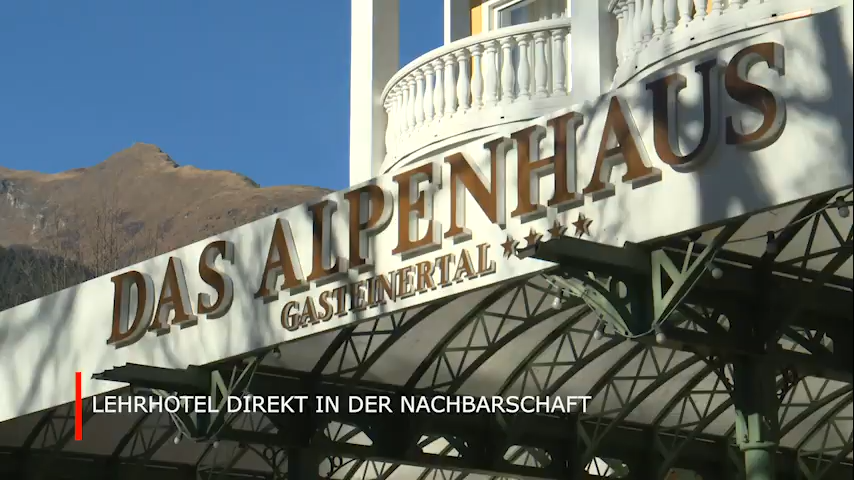 DAS ALPENHAUS
GASTEINERTAL ★★★★
LEHRHOTEL DIREKT IN DER NACHBARSCHAFT